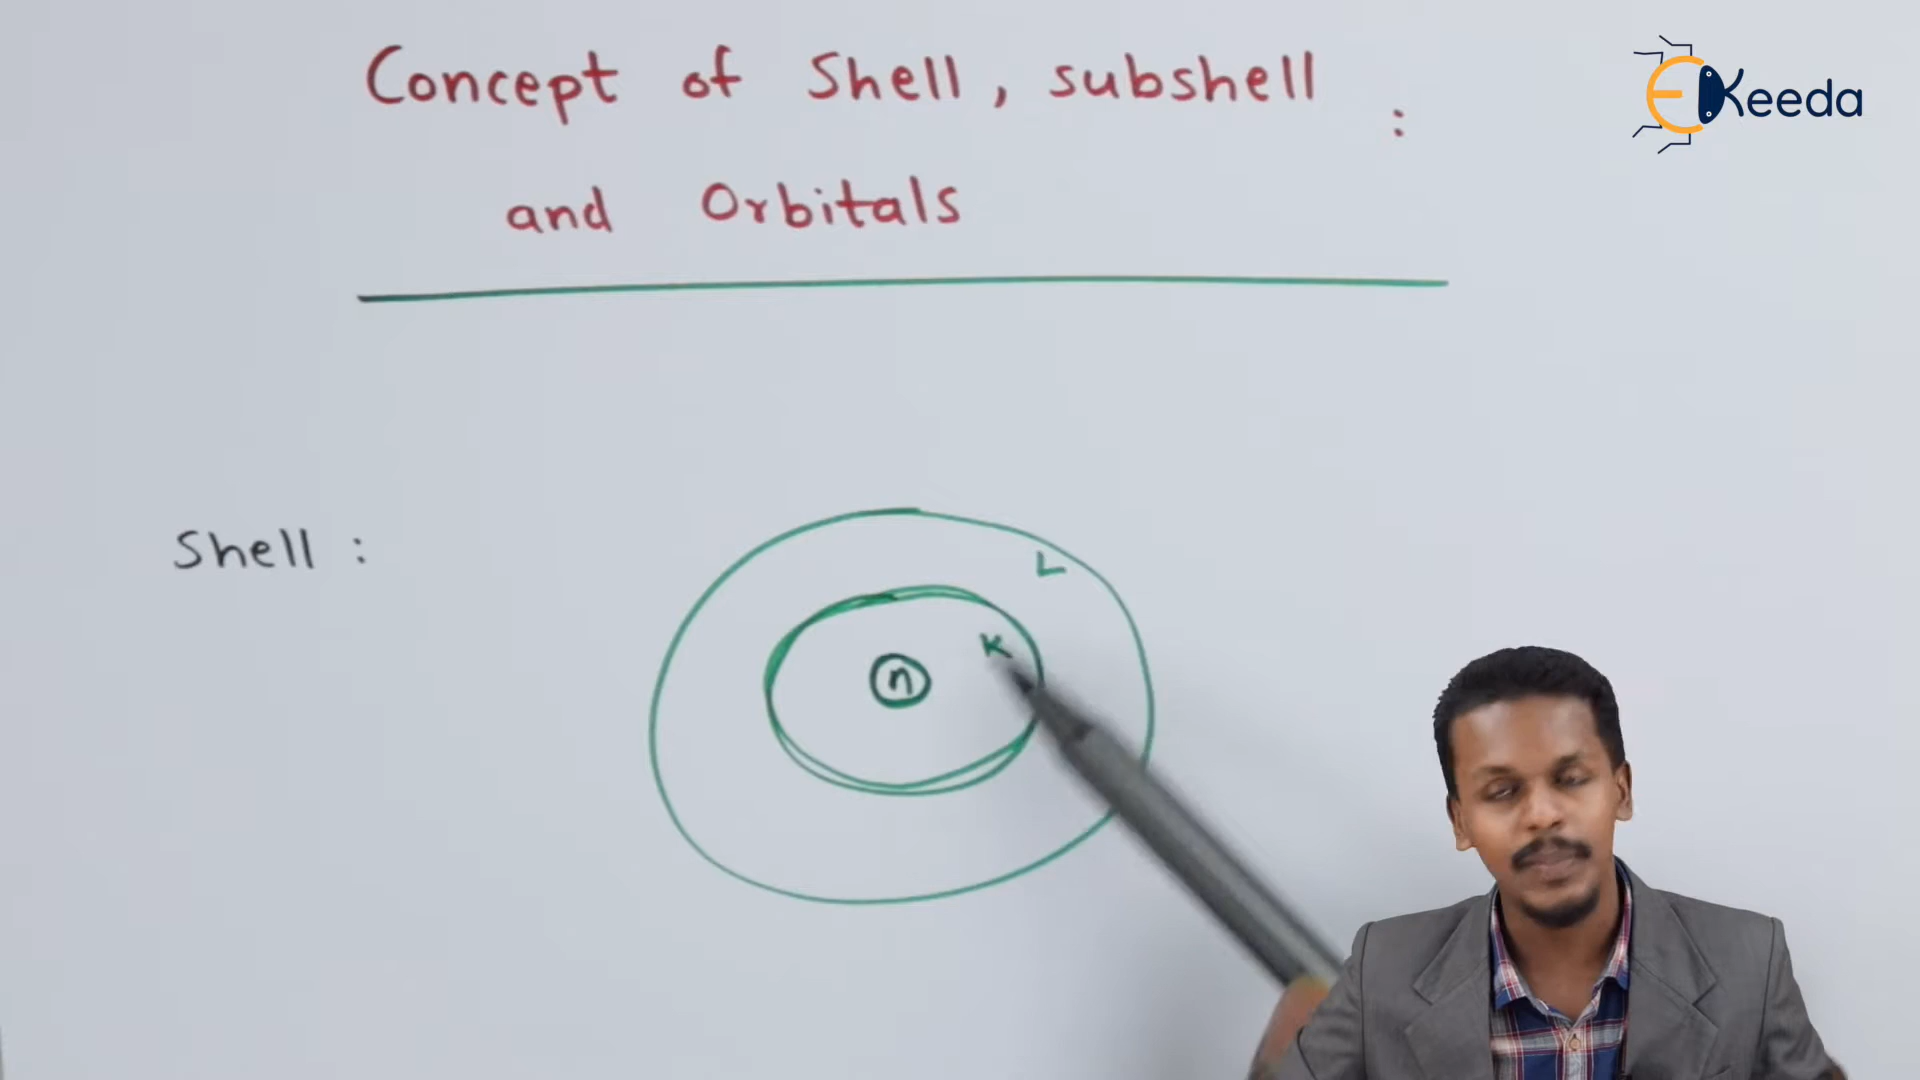 Concept of Shell, subshell :
and Orbitals
EKeeda
Shell :
L
K
n